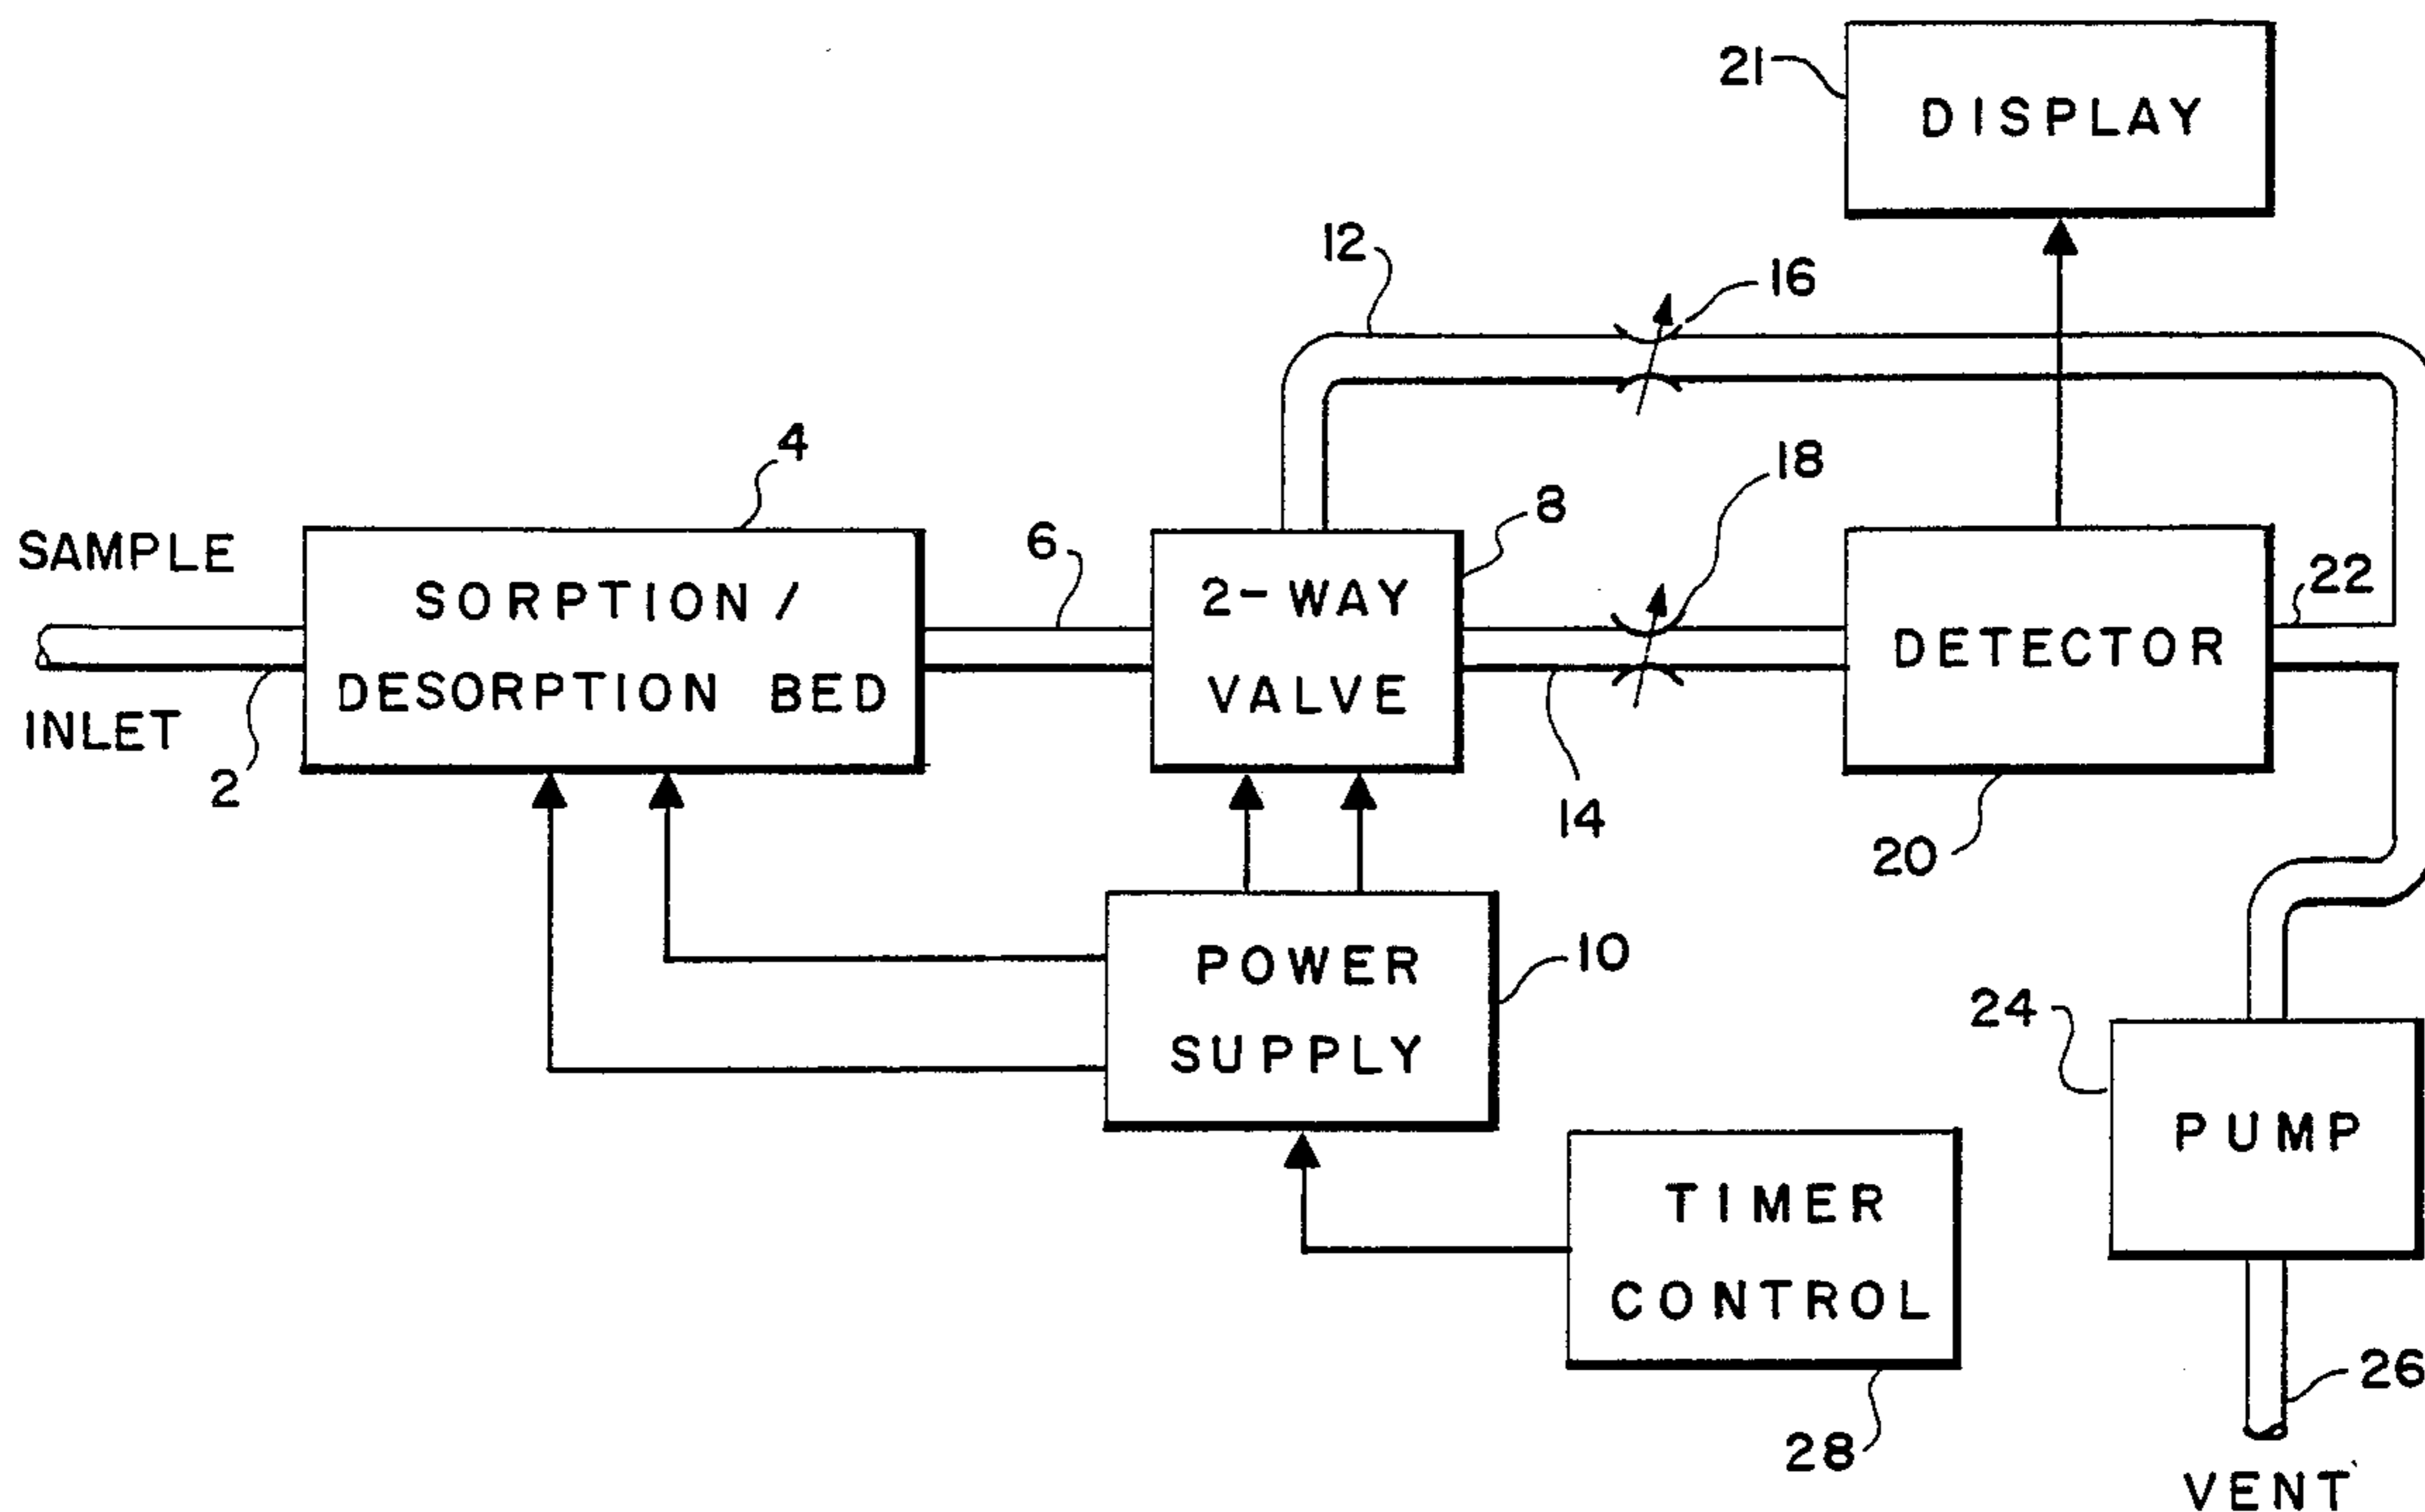 21
DISPLAY
12
16
4
18
8
SAMPLE
6
22
SORPTION/
2-WAY
DETECTOR
DESORPTION BED
VALVE
INLET
2
14
20
POWER
10
SUPPLY
24
PUMP
TIMER
CONTROL
26
28
VENT